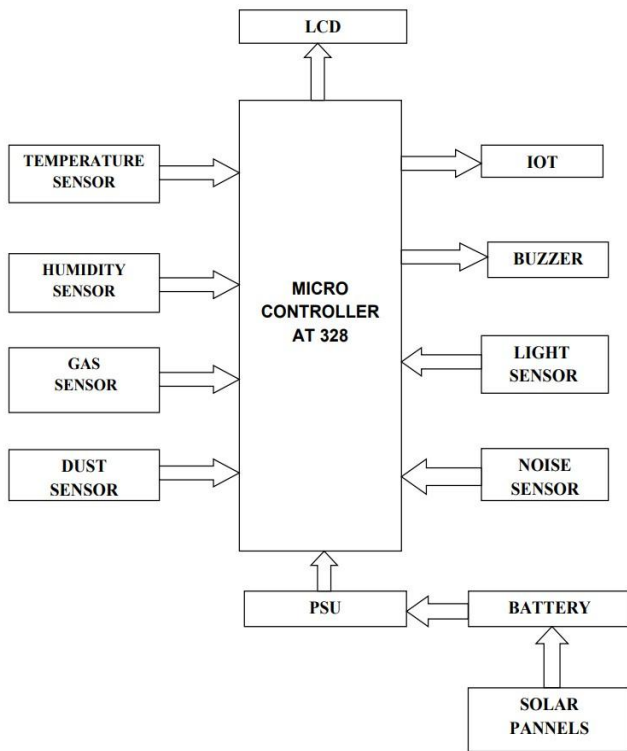 LCD
TEMPERATURE
SENSOR
IOT
HUMIDITY
SENSOR
BUZZER
MICRO
CONTROLLER
AT 328
GAS
SENSOR
LIGHT
SENSOR
DUST
SENSOR
NOISE
SENSOR
PSU
BATTERY
SOLAR
PANNELS